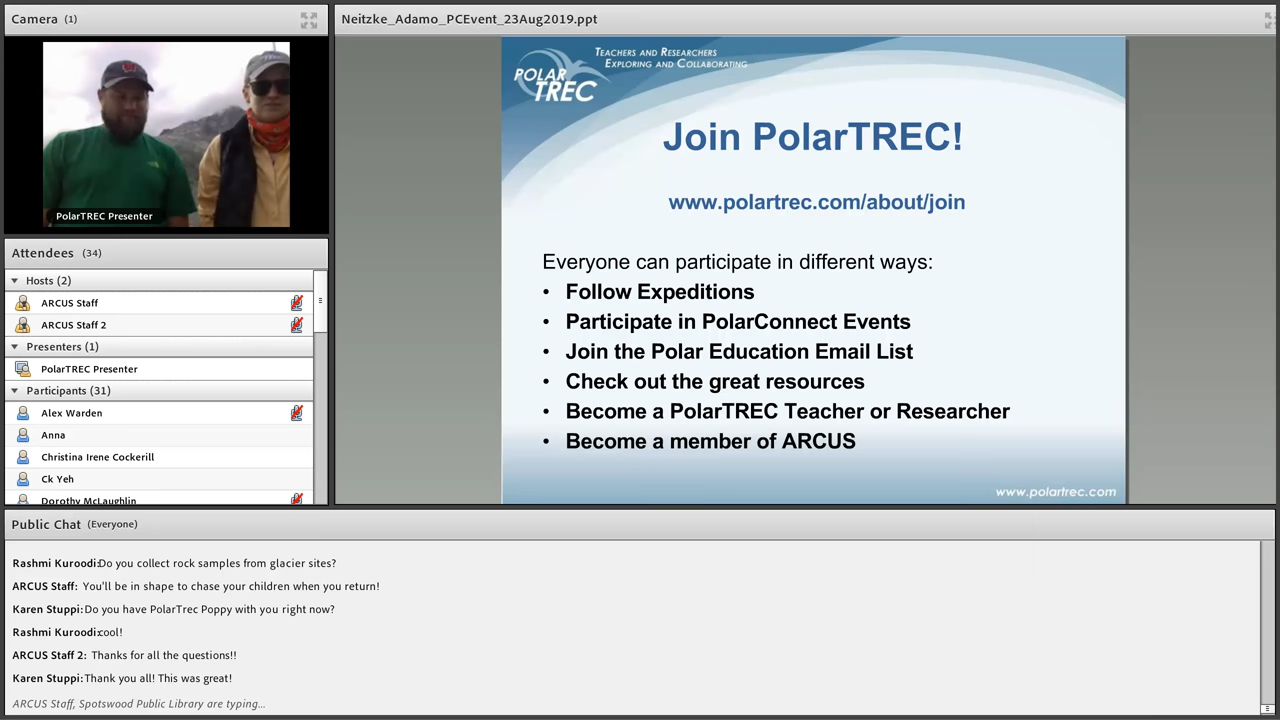 Camera (1)
PolarTREC Presenter
Attendees (34)
Hosts (2)
ARCUS Staff
ARCUS Staff 2
Presenters (1)
PolarTREC Presenter
Participants (31)
Alex Warden
Anna
Christina Irene Cockerill
Ck Yeh
Dorothy McLaughlin
Neitzke_Adamo_PCEvent_23Aug2019.ppt
TEACHERS AND RESEARCHERS
EXPLORING AND COLLABORATING
POLAR
TREC
Join PolarTREC!
www.polartrec.com/about/join
Everyone can participate in different ways:
• Follow Expeditions
• Participate in PolarConnect Events
• Join the Polar Education Email List
• Check out the great resources
• Become a PolarTREC Teacher or Researcher
• Become a member of ARCUS
www.polartrec.com
Public Chat (Everyone)
Rashmi Kuroodi:Do you collect rock samples from glacier sites?
ARCUS Staff: You'll be in shape to chase your children when you return!
Karen Stuppi:Do you have PolarTrec Poppy with you right now?
Rashmi Kuroodi:cool!
ARCUS Staff 2: Thanks for all the questions!!
Karen Stuppi:Thank you all! This was great!
ARCUS Staff, Spotswood Public Library are typing...